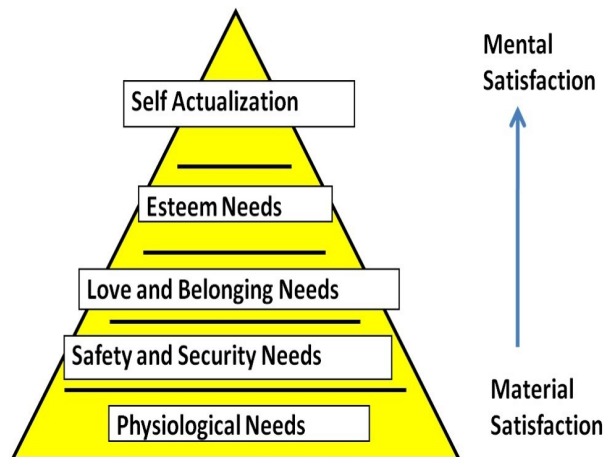 Mental
Satisfaction
Self Actualization
Esteem Needs
Love and Belonging Needs
Safety and Security Needs
Physiological Needs
Material
Satisfaction